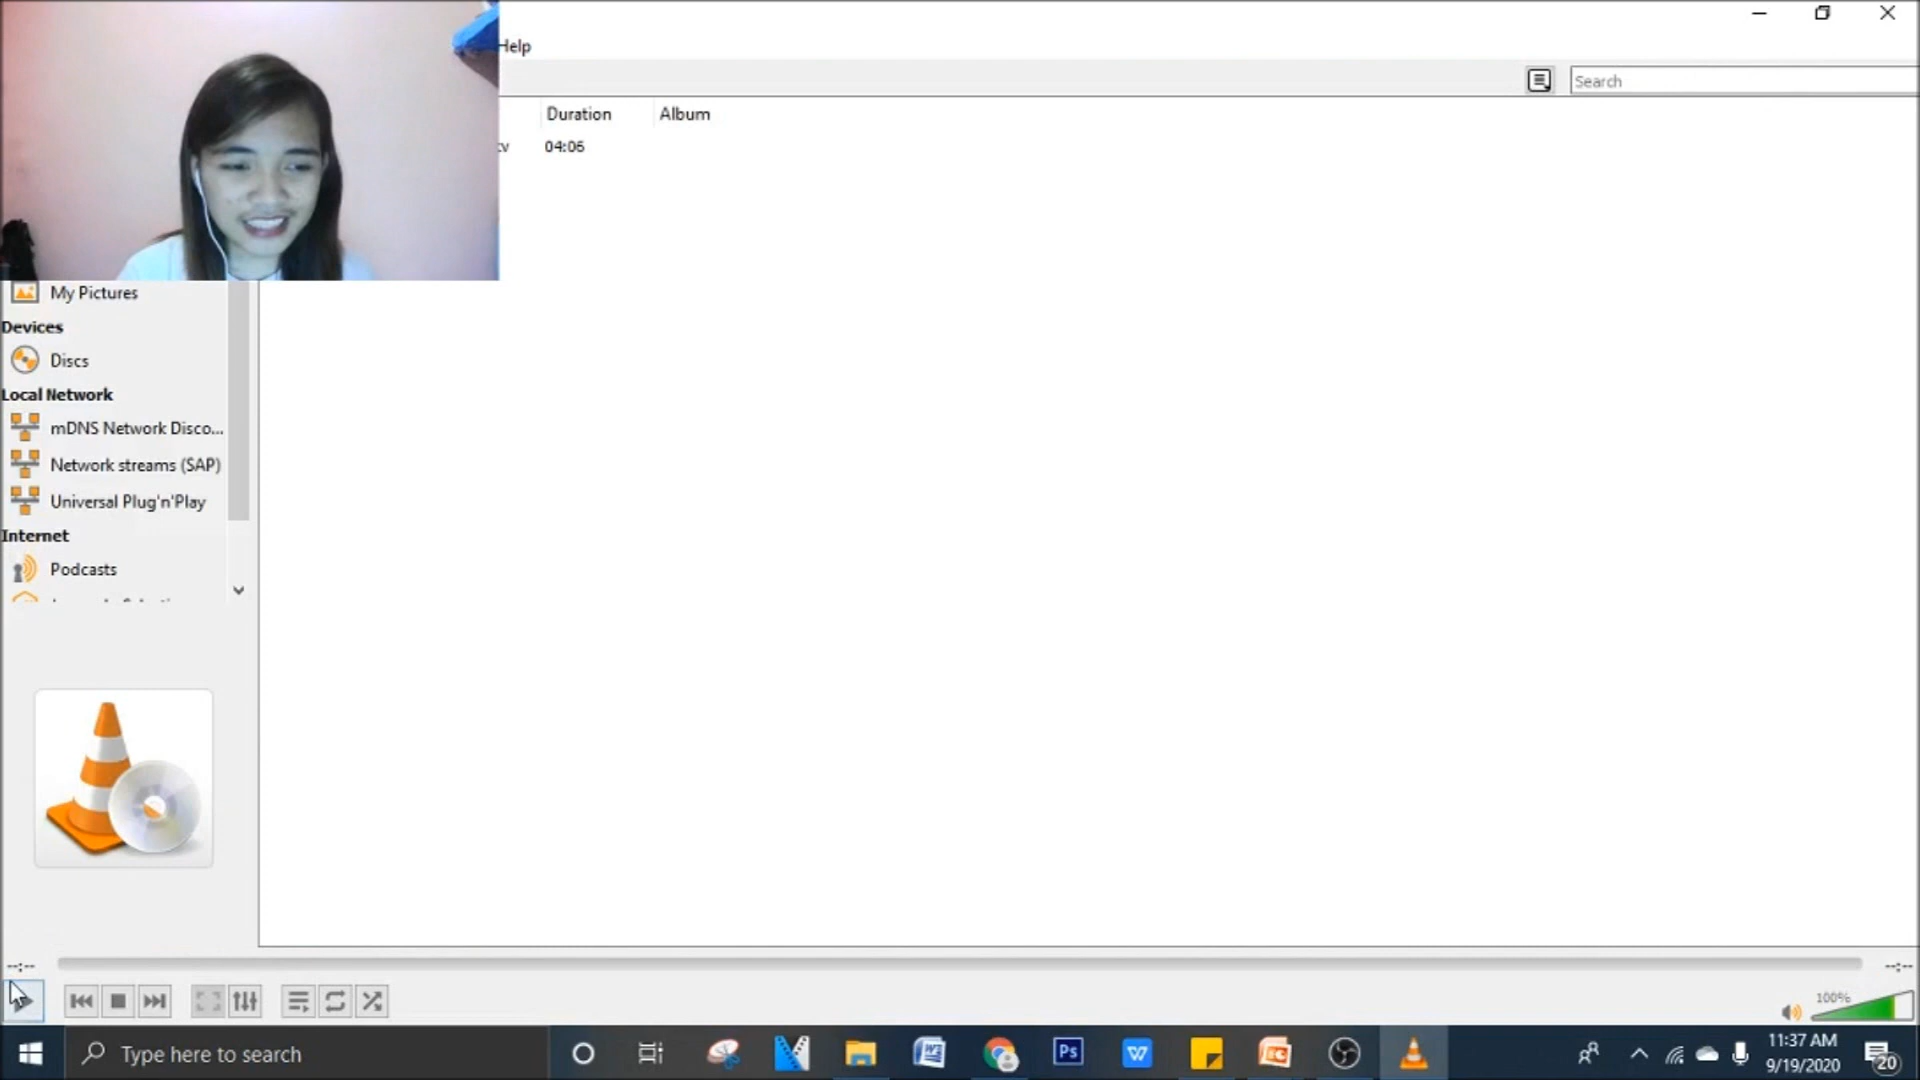 Help
Search
Duration
Album
04:06
My Pictures
Devices
Discs
Local Network
mDNS Network Disco...
Network streams (SAP)
Universal Plug'n'Play
Internet
Podcasts
--:--
--:--
100%
Type here to search
Ps
W
11:37 AM
9/19/2020
20